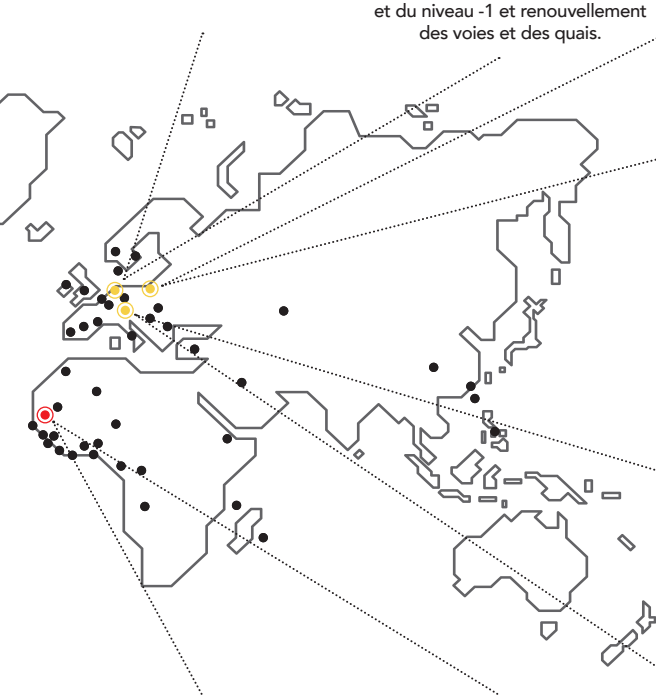 et du niveau -1 et renouvellement
des voies et des quais.